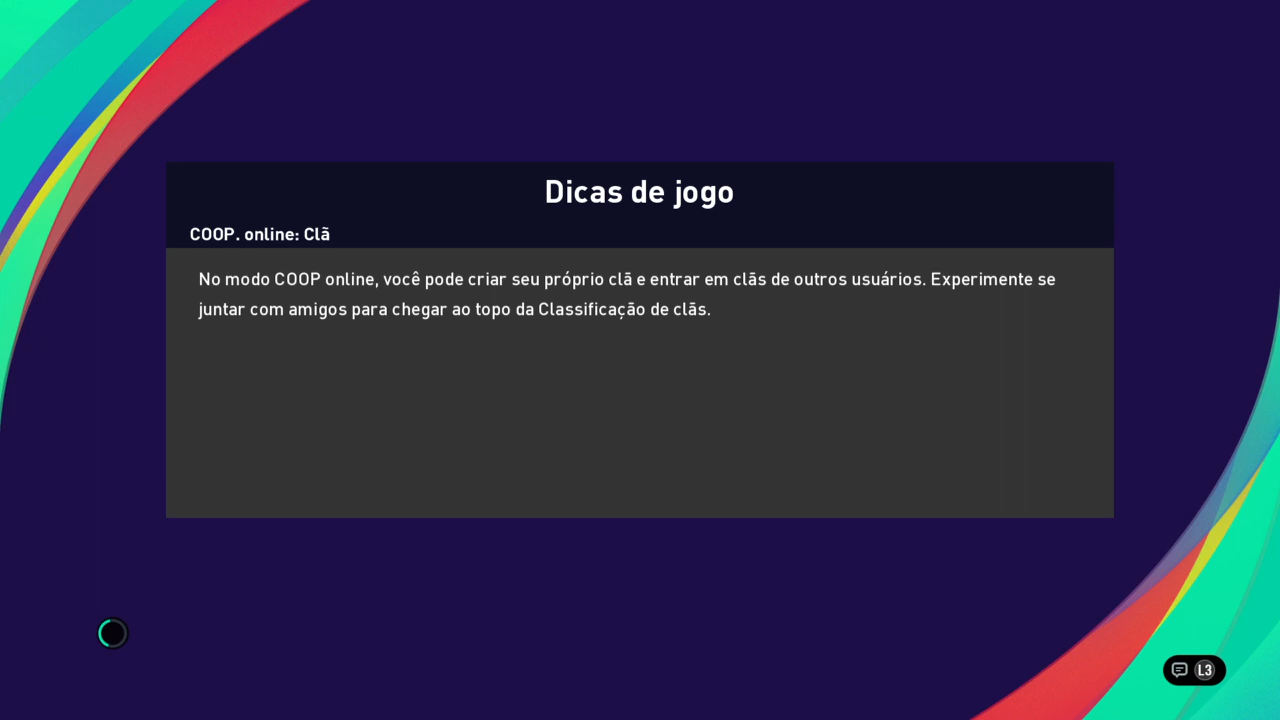 Dicas de jogo
COOP. online: Clã
No modo COOP online, você pode criar seu próprio clã e entrar em clãs de outros usuários. Experimente se
juntar com amigos para chegar ao topo da Classificação de clãs.
L3